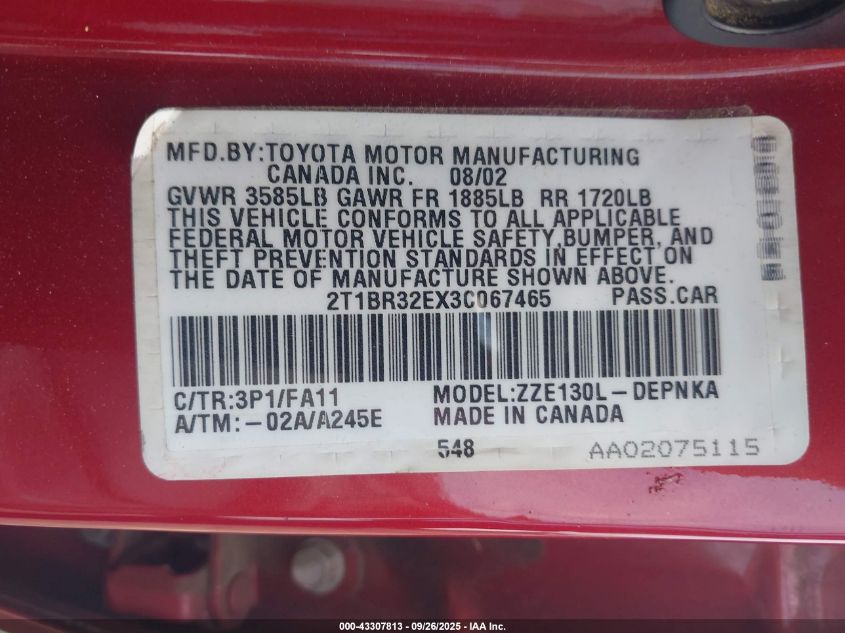 MFD.BY:TOYOTA MOTOR MANUFACTURING
CANADA INC. 08/02
GVWR 3585LB GAWR FR 1885LB RR 1720LB
THIS VEHICLE CONFORMS TO ALL APPLICABLE
FEDERAL MOTOR VEHICLE SAFETY,BUMPER, AND
THEFT PREVENTION STANDARDS IN EFFECT ON
THE DATE OF MANUFACTURE SHOWN ABOVE.
2T1BR32EX3C067465 PASS.CAR
C/TR:3P1/FA11 MODEL:ZZE130L-DEPNKA
A/TM:-02A/A245E MADE IN CANADA
548 AA02075115
000-43307813 - 09/26/2025 - IAA Inc.